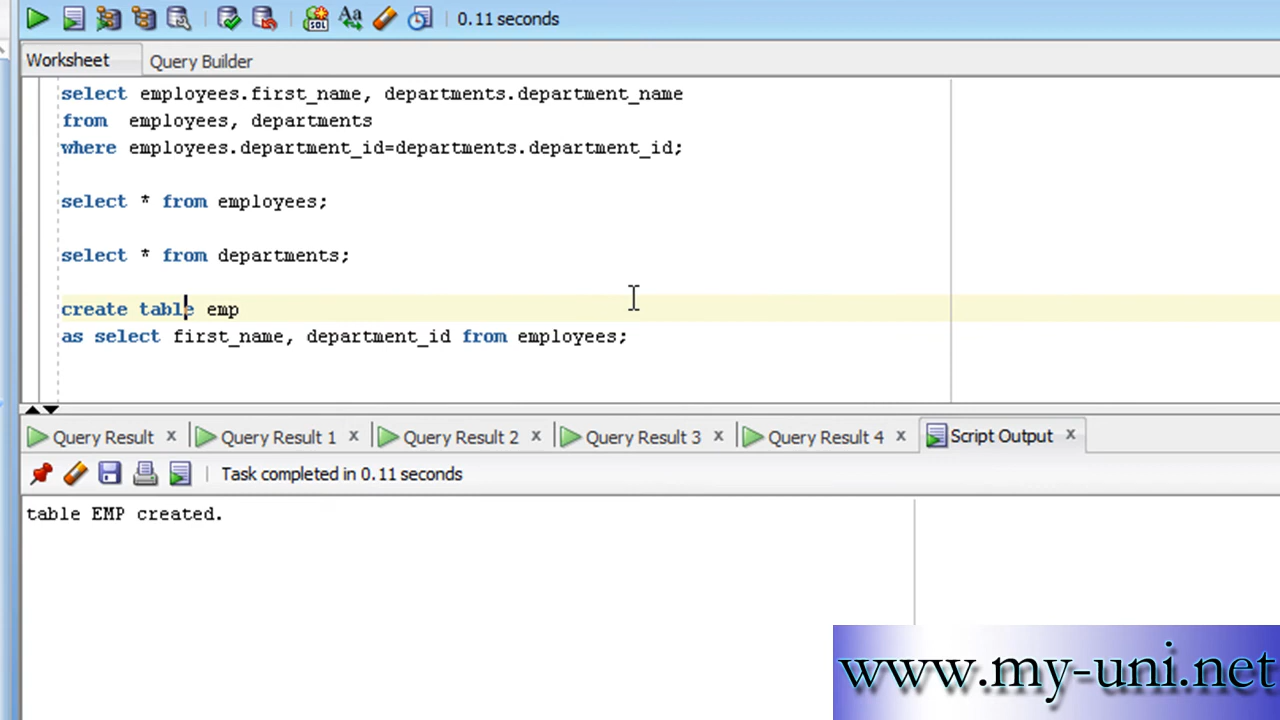 0.11 seconds
Worksheet
Query Builder
select employees.first_name, departments.department_name
from  employees, departments
where employees.department_id=departments.department_id;
select * from employees;
select * from departments;
create table emp
as select first_name, department_id from employees;
Query Result x Query Result 1 x Query Result 2 x Query Result 3 x Query Result 4 x Script Output x
Task completed in 0.11 seconds
table EMP created.
www.my-uni.net